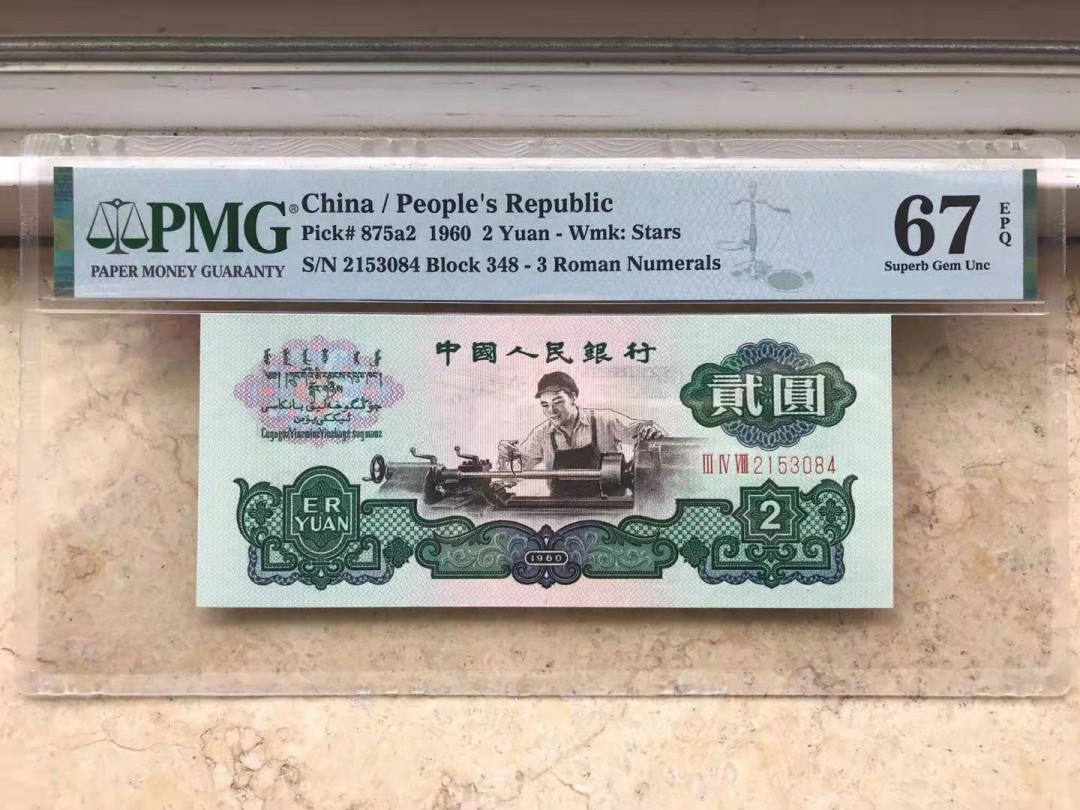 PMG®
PAPER MONEY GUARANTY
China / People's Republic
Pick# 875a2 1960 2 Yuan - Wmk: Stars
S/N 2153084 Block 348 - 3 Roman Numerals
67
EPQ
Superb Gem Unc
中國人民銀行
貳圓
III IV VIII 2153084
ER
YUAN
1960
2